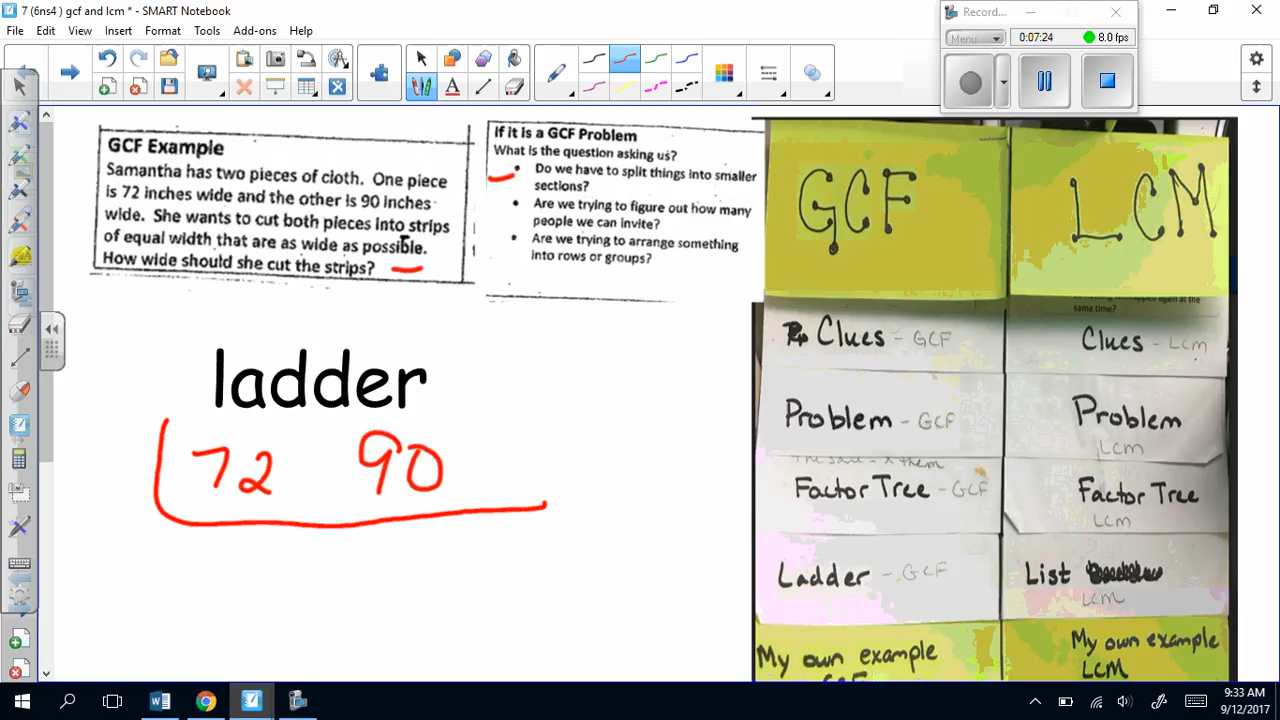 7 (6ns4 ) gcf and lcm * - SMART Notebook
File Edit View Insert Format Tools Add-ons Help
Record...
Menu
0:07:24
8.0 fps
GCF Example
Samantha has two pieces of cloth. One piece
is 72 inches wide and the other is 90 inches
wide. She wants to cut both pieces into strips
of equal width that are as wide as possible.
How wide should she cut the strips?
If it is a GCF Problem
What is the question asking us?
• Do we have to split things into smaller
sections?
• Are we trying to figure out how many
people we can invite?
• Are we trying to arrange something
into rows or groups?
ladder
72 90
GCF
Clues - GCF
Problem - GCF
The same - x them
Factor Tree - GCF
Ladder - GCF
My own example
GCF
LCM
same time?
Clues - Lcm
Problem
Lcm
Factor Tree
LCM
List
LCM
My own example
LCM
9:33 AM
9/12/2017